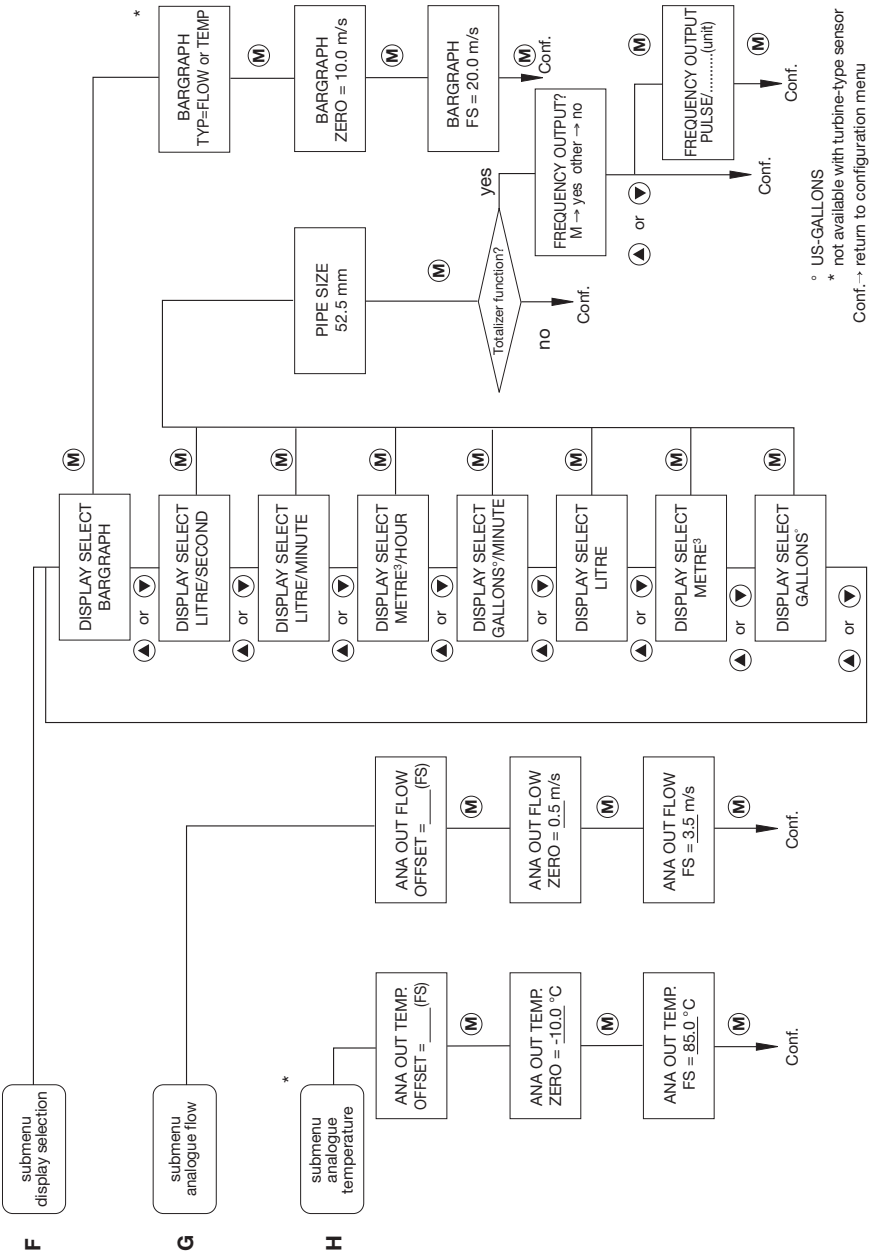 F
submenu
display selection
DISPLAY SELECT
BARGRAPH
M
*
BARGRAPH
TYP=FLOW or TEMP
M
BARGRAPH
ZERO = 10.0 m/s
M
BARGRAPH
FS = 20.0 m/s
M
Conf.
▲ or ▼
DISPLAY SELECT
LITRE/SECOND
M
▲ or ▼
DISPLAY SELECT
LITRE/MINUTE
M
▲ or ▼
DISPLAY SELECT
METRE³/HOUR
M
▲ or ▼
DISPLAY SELECT
GALLONS°/MINUTE
M
▲ or ▼
DISPLAY SELECT
LITRE
M
▲ or ▼
DISPLAY SELECT
METRE³
M
▲ or ▼
DISPLAY SELECT
GALLONS°
M
▲ or ▼
PIPE SIZE
52.5 mm
M
Totalizer function?
no
Conf.
yes
FREQUENCY OUTPUT?
M → yes other → no
▲ or ▼
Conf.
M
FREQUENCY OUTPUT
PULSE/..........(unit)
M
Conf.
G
submenu
analogue flow
ANA OUT FLOW
OFFSET = ____(FS)
M
ANA OUT FLOW
ZERO = 0.5 m/s
M
ANA OUT FLOW
FS = 3.5 m/s
M
Conf.
H
*
submenu
analogue
temperature
ANA OUT TEMP.
OFFSET = ____(FS)
M
ANA OUT TEMP.
ZERO = -10.0 °C
M
ANA OUT TEMP.
FS = 85.0 °C
M
Conf.
° US-GALLONS
* not available with turbine-type sensor
Conf.→ return to configuration menu